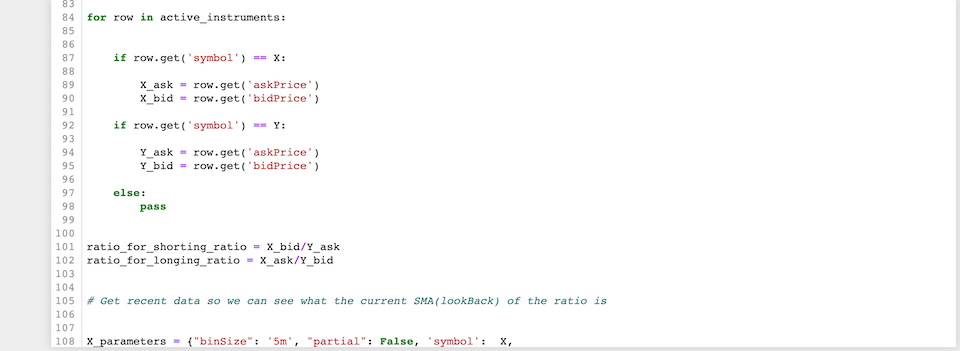 83
84 for row in active_instruments:
85
86
87 if row.get('symbol') == X:
88
89 X_ask = row.get('askPrice')
90 X_bid = row.get('bidPrice')
91
92 if row.get('symbol') == Y:
93
94 Y_ask = row.get('askPrice')
95 Y_bid = row.get('bidPrice')
96
97 else:
98 pass
99
100
101 ratio_for_shorting_ratio = X_bid/Y_ask
102 ratio_for_longing_ratio = X_ask/Y_bid
103
104
105 # Get recent data so we can see what the current SMA(lookBack) of the ratio is
106
107
108 X_parameters = {"binSize": '5m', "partial": False, 'symbol': X,